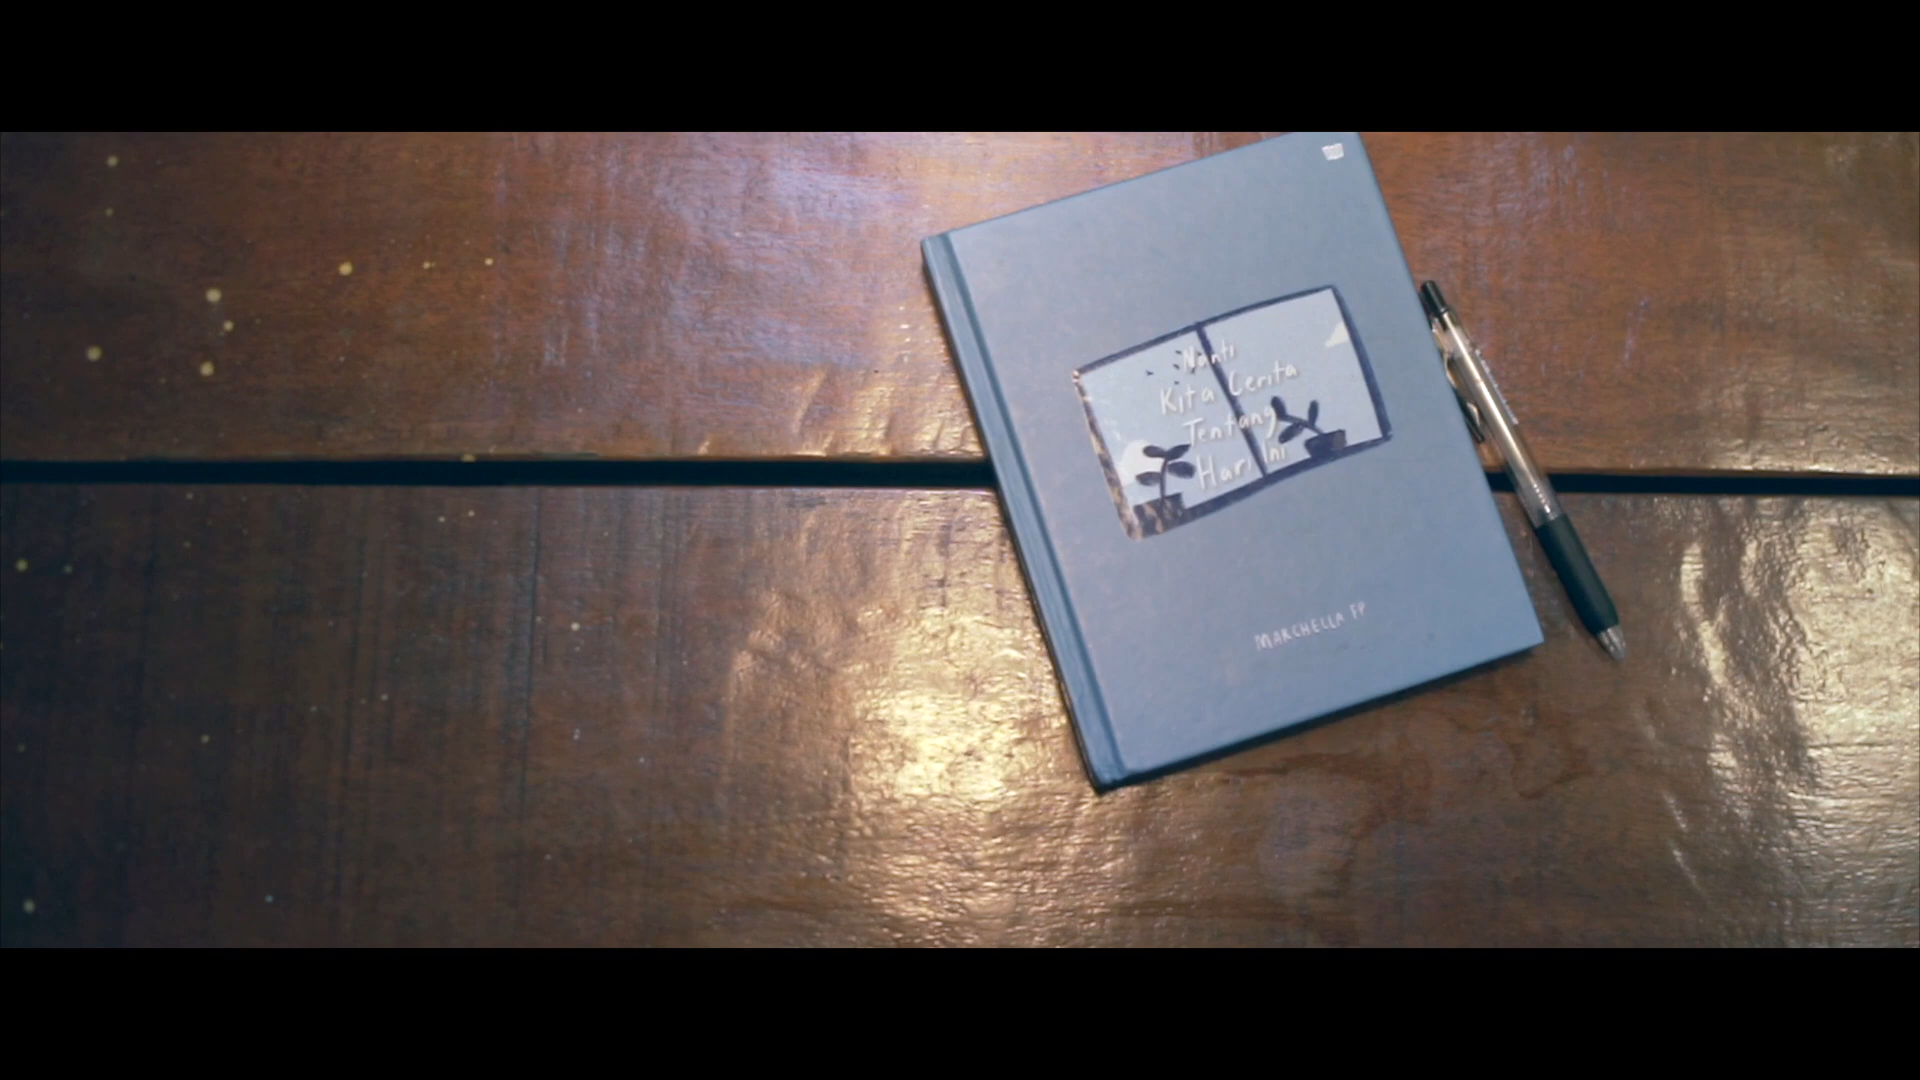 Nanti
Kita Cerita
Tentang
Hari Ini
MARCHELLA FP